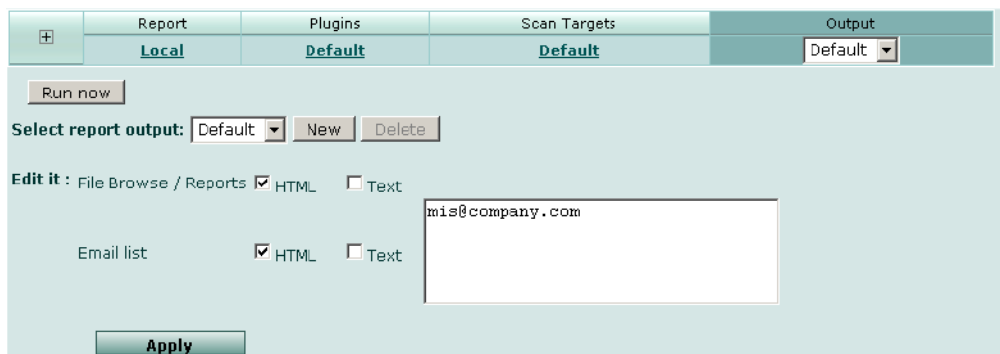 Report Plugins Scan Targets Output
Local Default Default Default
Run now
Select report output: Default New Delete
Edit it : File Browse / Reports HTML Text
mis@company.com
Email list HTML Text
Apply